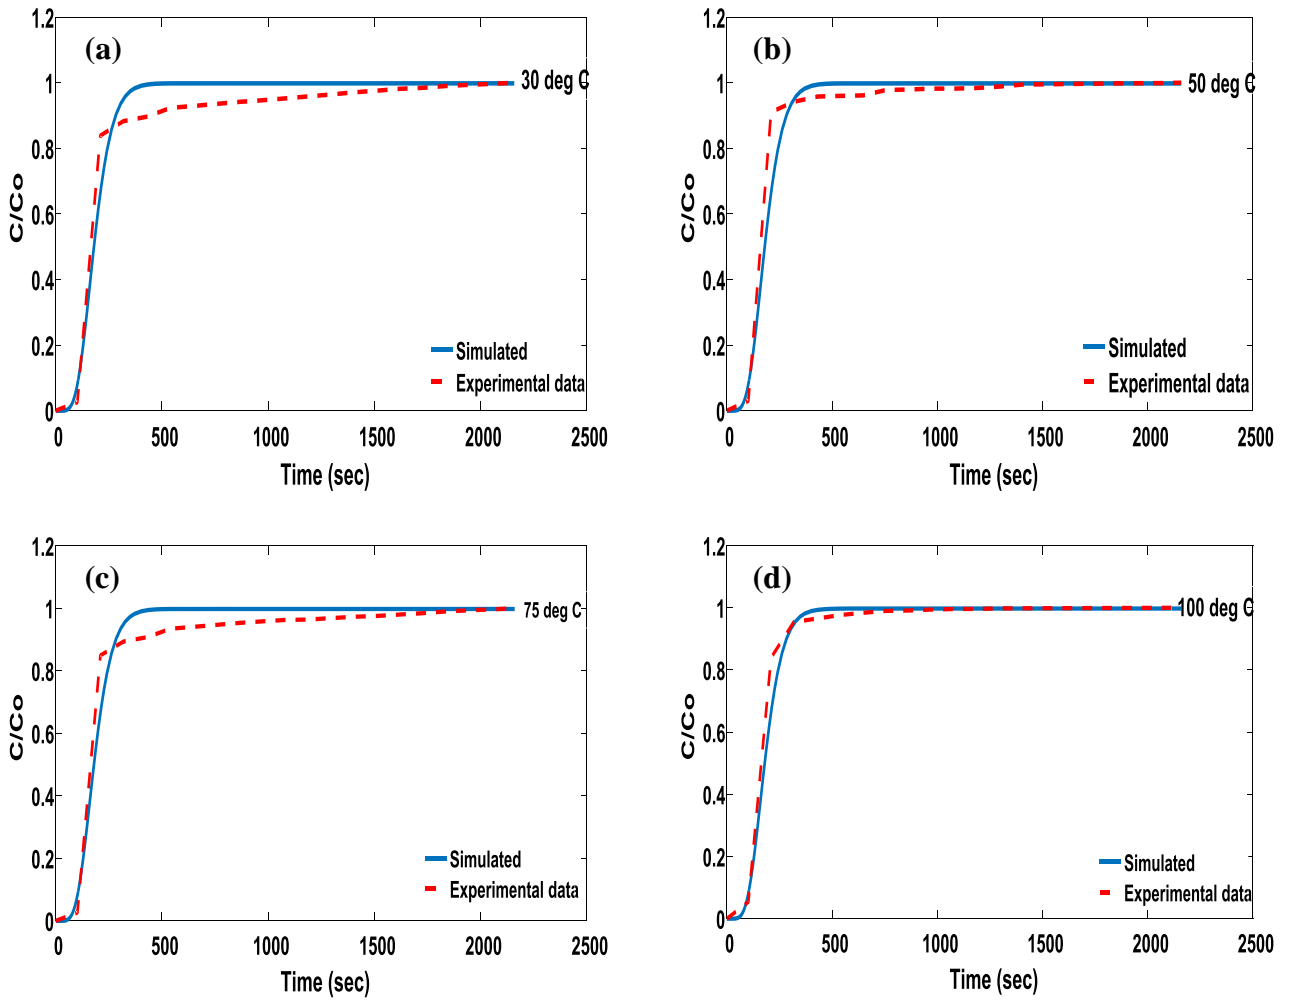 (a)
1.2
1
0.8
0.6
0.4
0.2
0
C/Co
30 deg C
Simulated
Experimental data
0 500 1000 1500 2000 2500
Time (sec)
(b)
1.2
1
0.8
0.6
0.4
0.2
0
C/Co
50 deg C
Simulated
Experimental data
0 500 1000 1500 2000 2500
Time (sec)
(c)
1.2
1
0.8
0.6
0.4
0.2
0
C/Co
75 deg C
Simulated
Experimental data
0 500 1000 1500 2000 2500
Time (sec)
(d)
1.2
1
0.8
0.6
0.4
0.2
0
C/Co
100 deg C
Simulated
Experimental data
0 500 1000 1500 2000 2500
Time (sec)